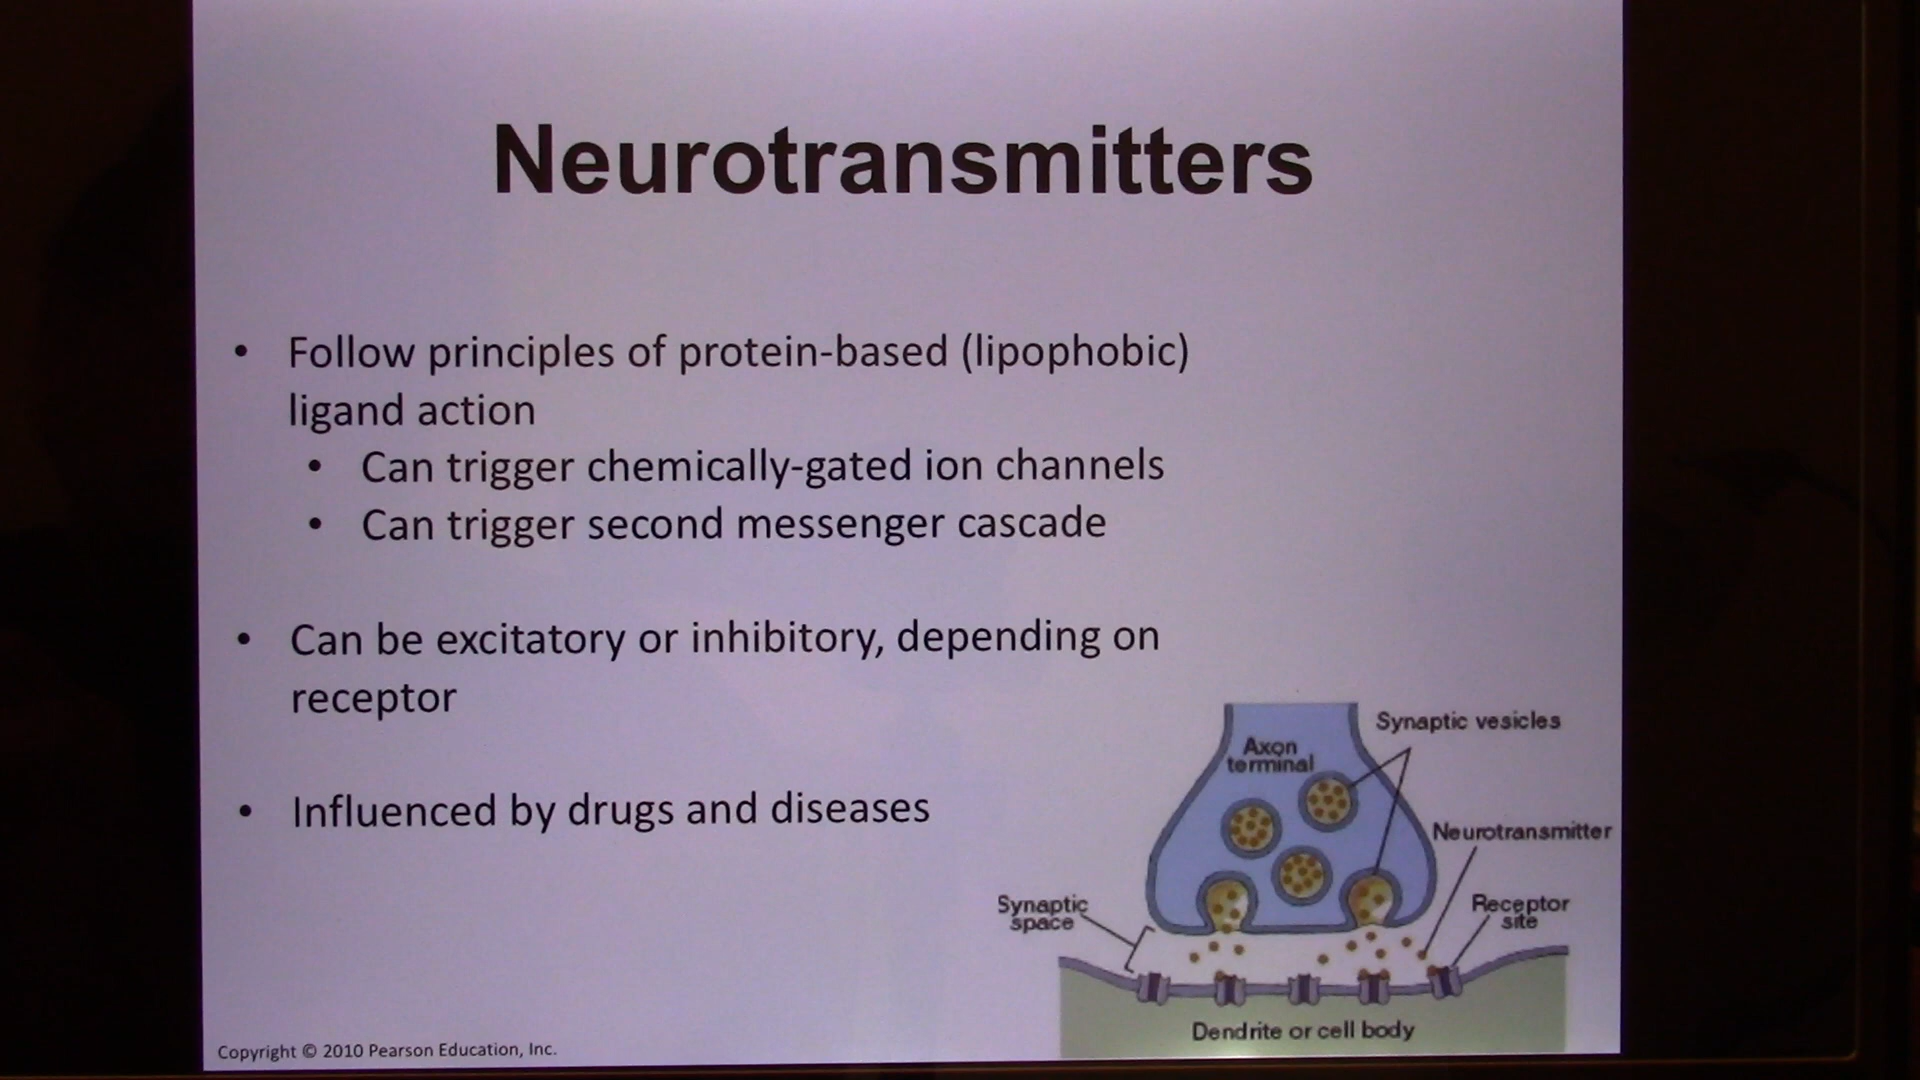 Neurotransmitters
• Follow principles of protein-based (lipophobic)
ligand action
• Can trigger chemically-gated ion channels
• Can trigger second messenger cascade
• Can be excitatory or inhibitory, depending on
receptor
• Influenced by drugs and diseases
Synaptic vesicles
Axon
terminal
Neurotransmitter
Synaptic
space
Receptor
site
Dendrite or cell body
Copyright © 2010 Pearson Education, Inc.